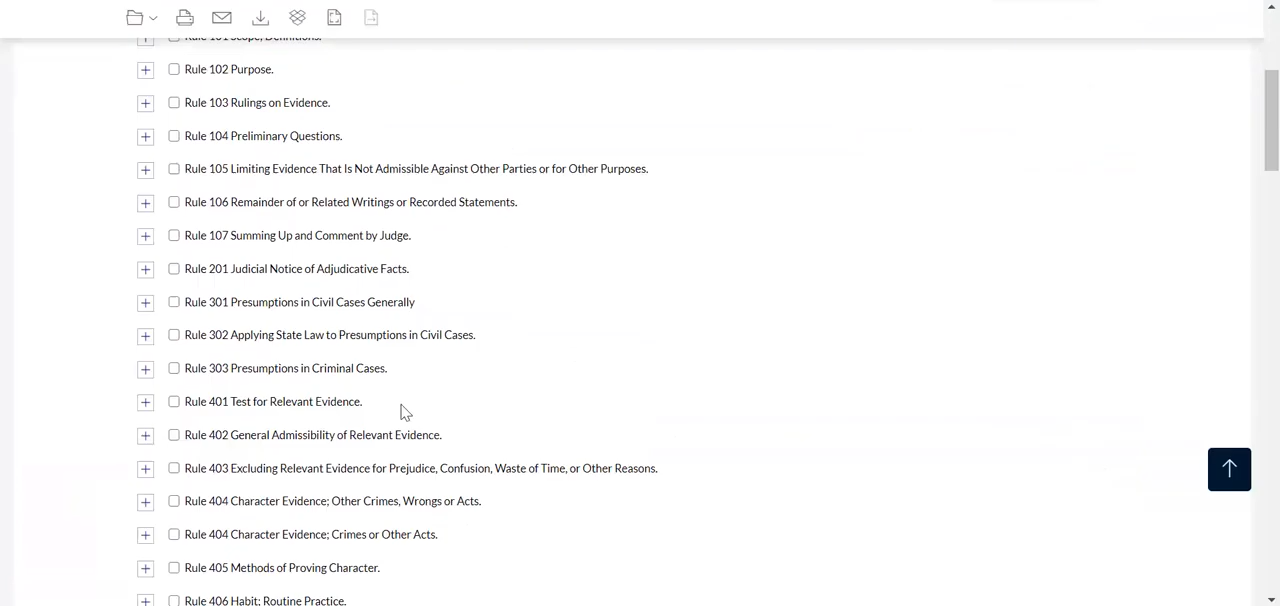 Rule 101 Scope; Definitions.
Rule 102 Purpose.
Rule 103 Rulings on Evidence.
Rule 104 Preliminary Questions.
Rule 105 Limiting Evidence That Is Not Admissible Against Other Parties or for Other Purposes.
Rule 106 Remainder of or Related Writings or Recorded Statements.
Rule 107 Summing Up and Comment by Judge.
Rule 201 Judicial Notice of Adjudicative Facts.
Rule 301 Presumptions in Civil Cases Generally
Rule 302 Applying State Law to Presumptions in Civil Cases.
Rule 303 Presumptions in Criminal Cases.
Rule 401 Test for Relevant Evidence.
Rule 402 General Admissibility of Relevant Evidence.
Rule 403 Excluding Relevant Evidence for Prejudice, Confusion, Waste of Time, or Other Reasons.
Rule 404 Character Evidence; Other Crimes, Wrongs or Acts.
Rule 404 Character Evidence; Crimes or Other Acts.
Rule 405 Methods of Proving Character.
Rule 406 Habit; Routine Practice.